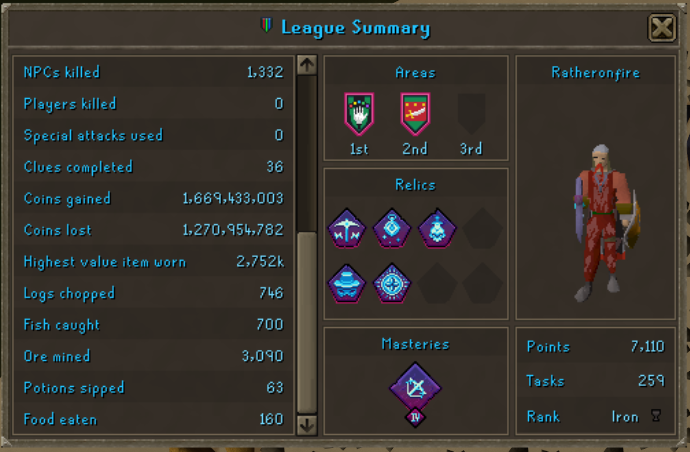 League Summary
NPCs killed 1,332
Players killed 0
Special attacks used 0
Clues completed 36
Coins gained 1,669,433,003
Coins lost 1,270,954,782
Highest value item worn 2,752k
Logs chopped 746
Fish caught 700
Ore mined 3,090
Potions sipped 63
Food eaten 160
Areas
1st 2nd 3rd
Relics
Masteries
IV
Ratheronfire
Points 7,110
Tasks 259
Rank Iron